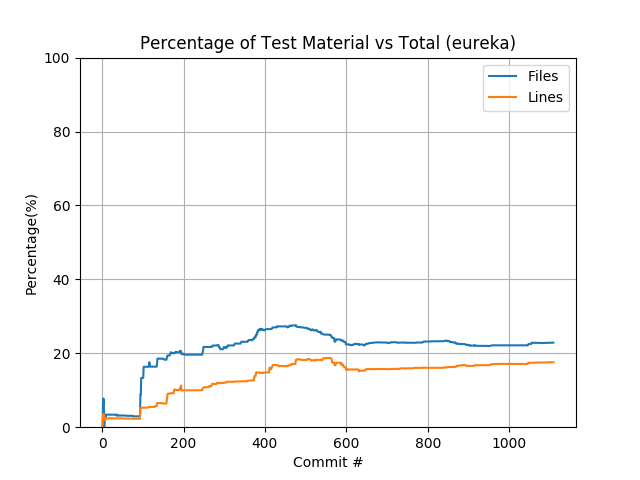 Percentage of Test Material vs Total (eureka)
Files
Lines
Percentage(%)
100
80
60
40
20
0
0 200 400 600 800 1000
Commit #